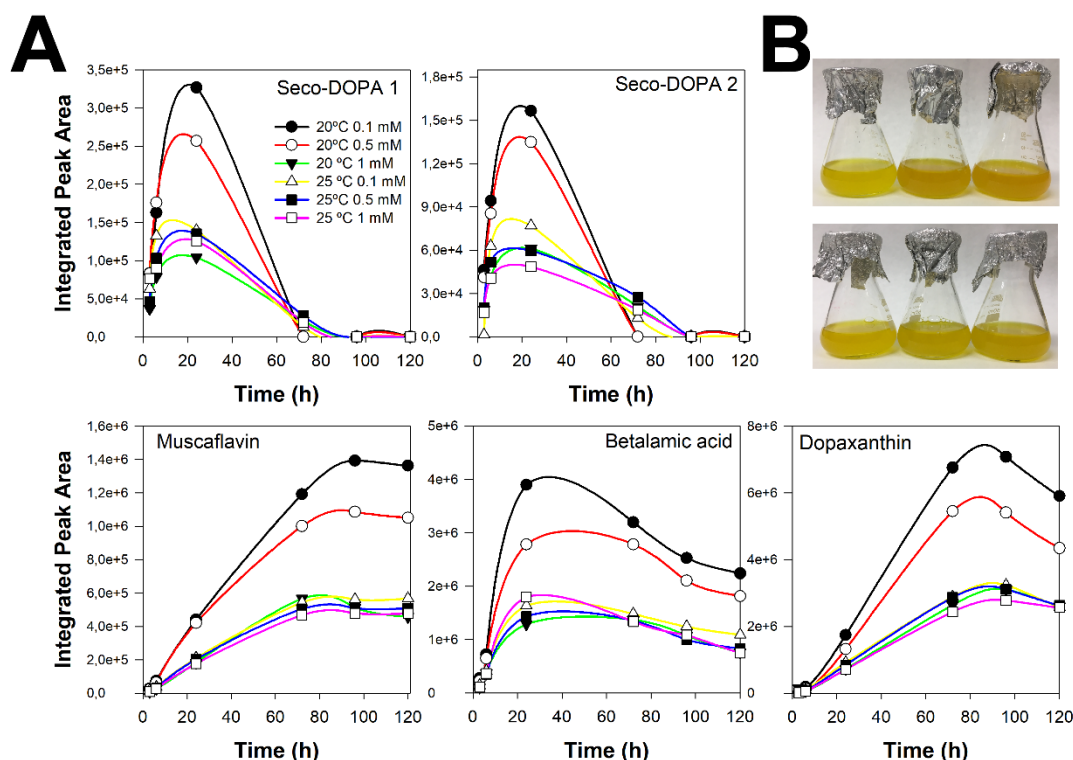 A
B
Integrated Peak Area
3,5e+5
3,0e+5
2,5e+5
2,0e+5
1,5e+5
1,0e+5
5,0e+4
0,0
Seco-DOPA 1
20ºC 0.1 mM
20ºC 0.5 mM
20 ºC 1 mM
25 ºC 0.1 mM
25ºC 0.5 mM
25 ºC 1 mM
0 20 40 60 80 100 120
Time (h)
1,8e+5
1,5e+5
1,2e+5
9,0e+4
6,0e+4
3,0e+4
0,0
Seco-DOPA 2
0 20 40 60 80 100 120
Time (h)
Integrated Peak Area
1,6e+6
1,4e+6
1,2e+6
1,0e+6
8,0e+5
6,0e+5
4,0e+5
2,0e+5
0,0
Muscaflavin
0 20 40 60 80 100 120
Time (h)
5e+6
4e+6
3e+6
2e+6
1e+6
0
Betalamic acid
0 20 40 60 80 100 120
Time (h)
8e+6
6e+6
4e+6
2e+6
0
Dopaxanthin
0 20 40 60 80 100 120
Time (h)